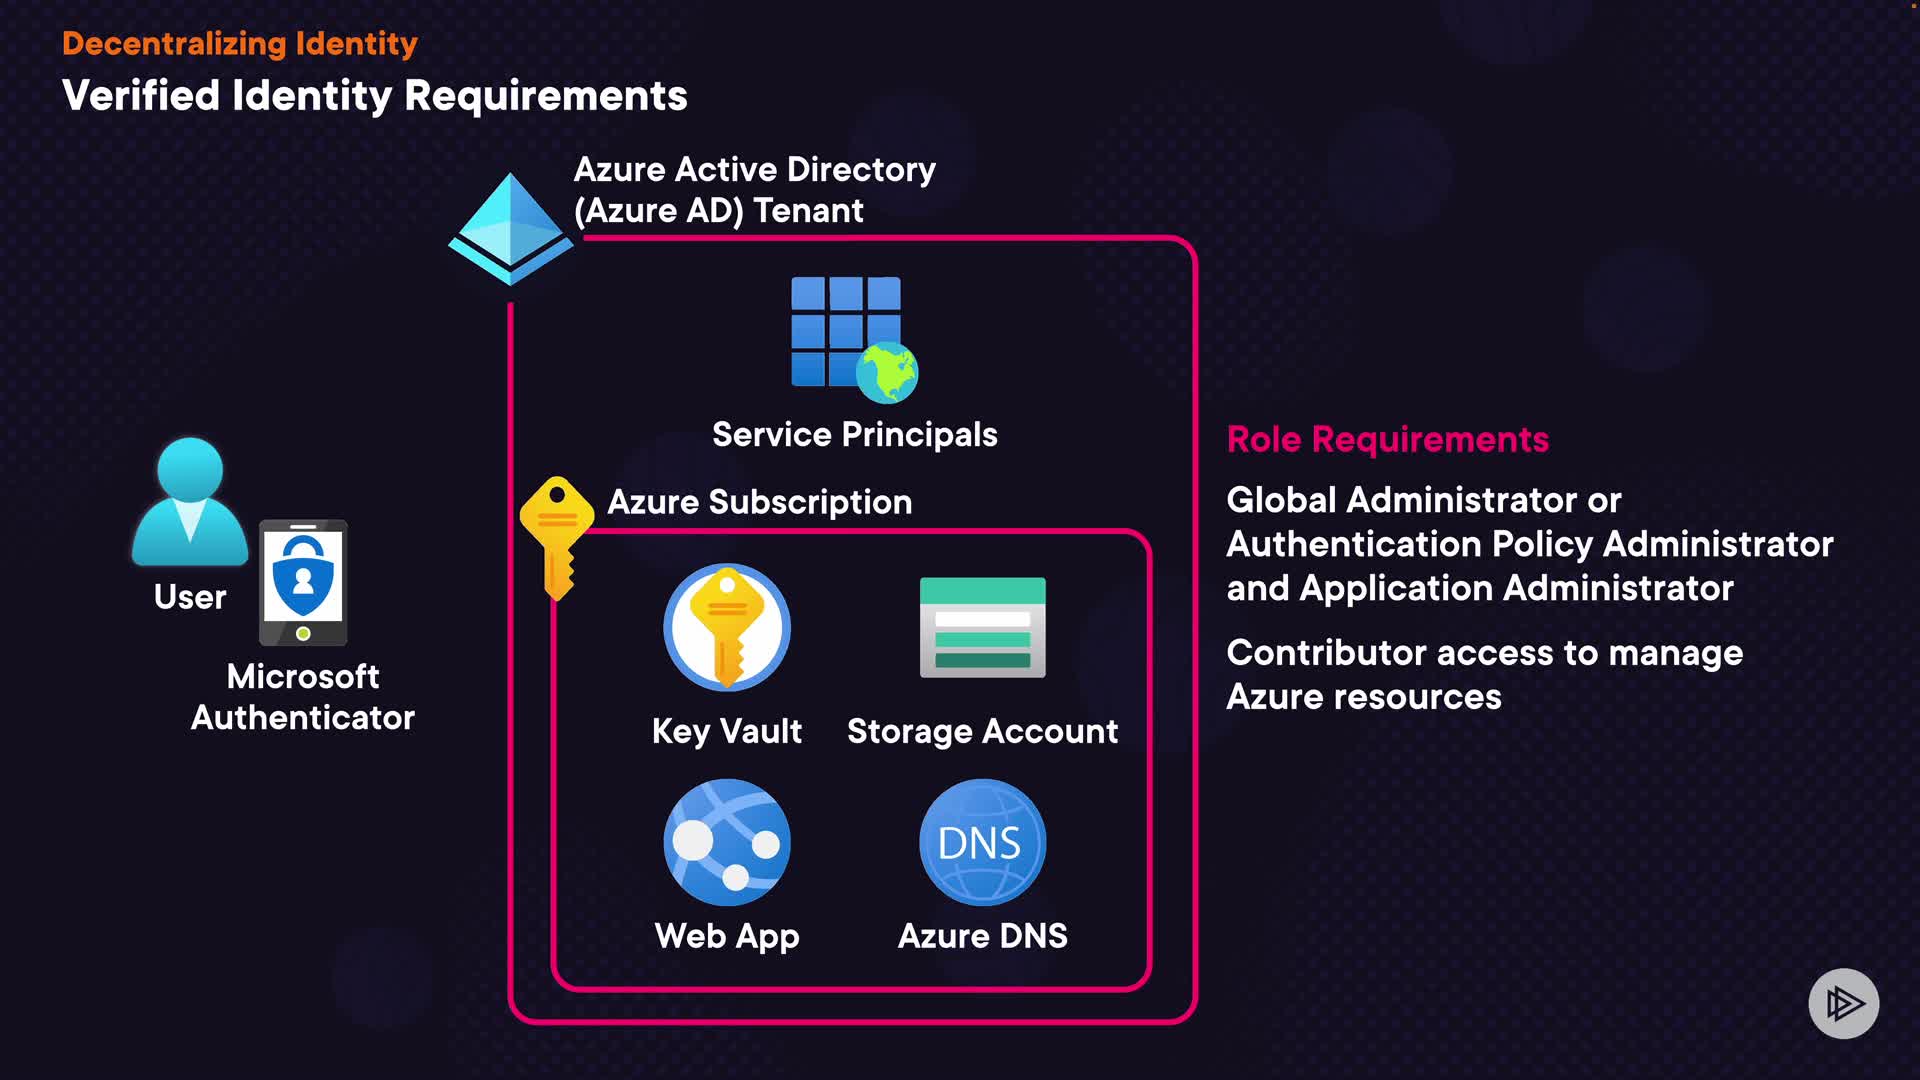 Decentralizing Identity
Verified Identity Requirements
Azure Active Directory
(Azure AD) Tenant
Service Principals
Azure Subscription
Key Vault
Storage Account
Web App
DNS
Azure DNS
User
Microsoft
Authenticator
Role Requirements
Global Administrator or
Authentication Policy Administrator
and Application Administrator
Contributor access to manage
Azure resources